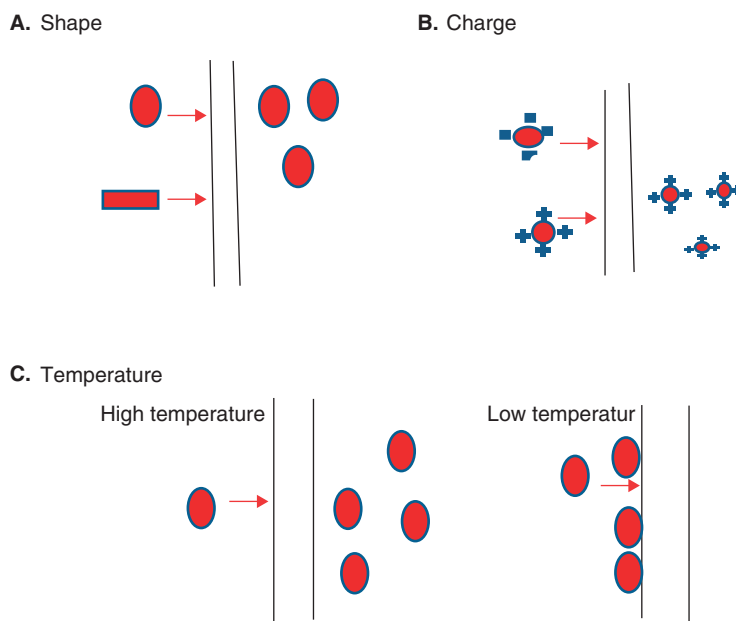 A. Shape
B. Charge
C. Temperature
High temperature
Low temperatur